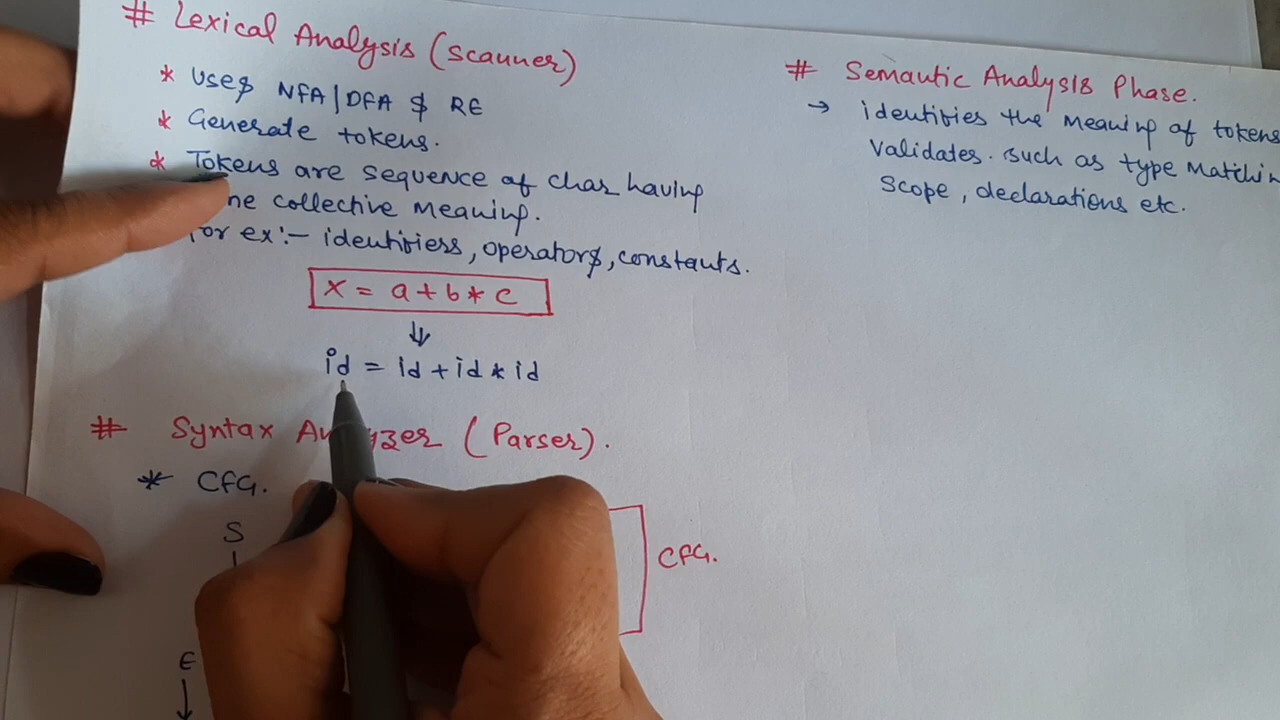 # Lexical Analysis (Scanner)
* Uses NFA/DFA & RE
* Generate tokens.
* Tokens are sequence of char having
collective Meaning.
for ex:- identifiers, operators, constants.
x = a + b * c
⇓
id = id + id * id
# Syntax Analyzer (Parser).
* CFG.
S
CFG.
E
↓
# Semantic Analysis Phase.
→ identifies the meaning of tokens
Validates. such as type Matchin
Scope, declarations etc.